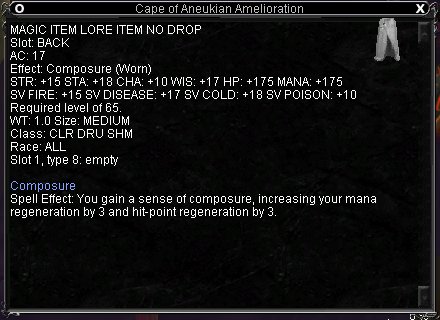 Cape of Aneukian Amelioration
MAGIC ITEM LORE ITEM NO DROP
Slot: BACK
AC: 17
Effect: Composure (Worn)
STR: +15 STA: +18 CHA: +10 WIS: +17 HP: +175 MANA: +175
SV FIRE: +15 SV DISEASE: +17 SV COLD: +18 SV POISON: +10
Required level of 65.
WT: 1.0 Size: MEDIUM
Class: CLR DRU SHM
Race: ALL
Slot 1, type 8: empty
Composure
Spell Effect: You gain a sense of composure, increasing your mana
regeneration by 3 and hit-point regeneration by 3.